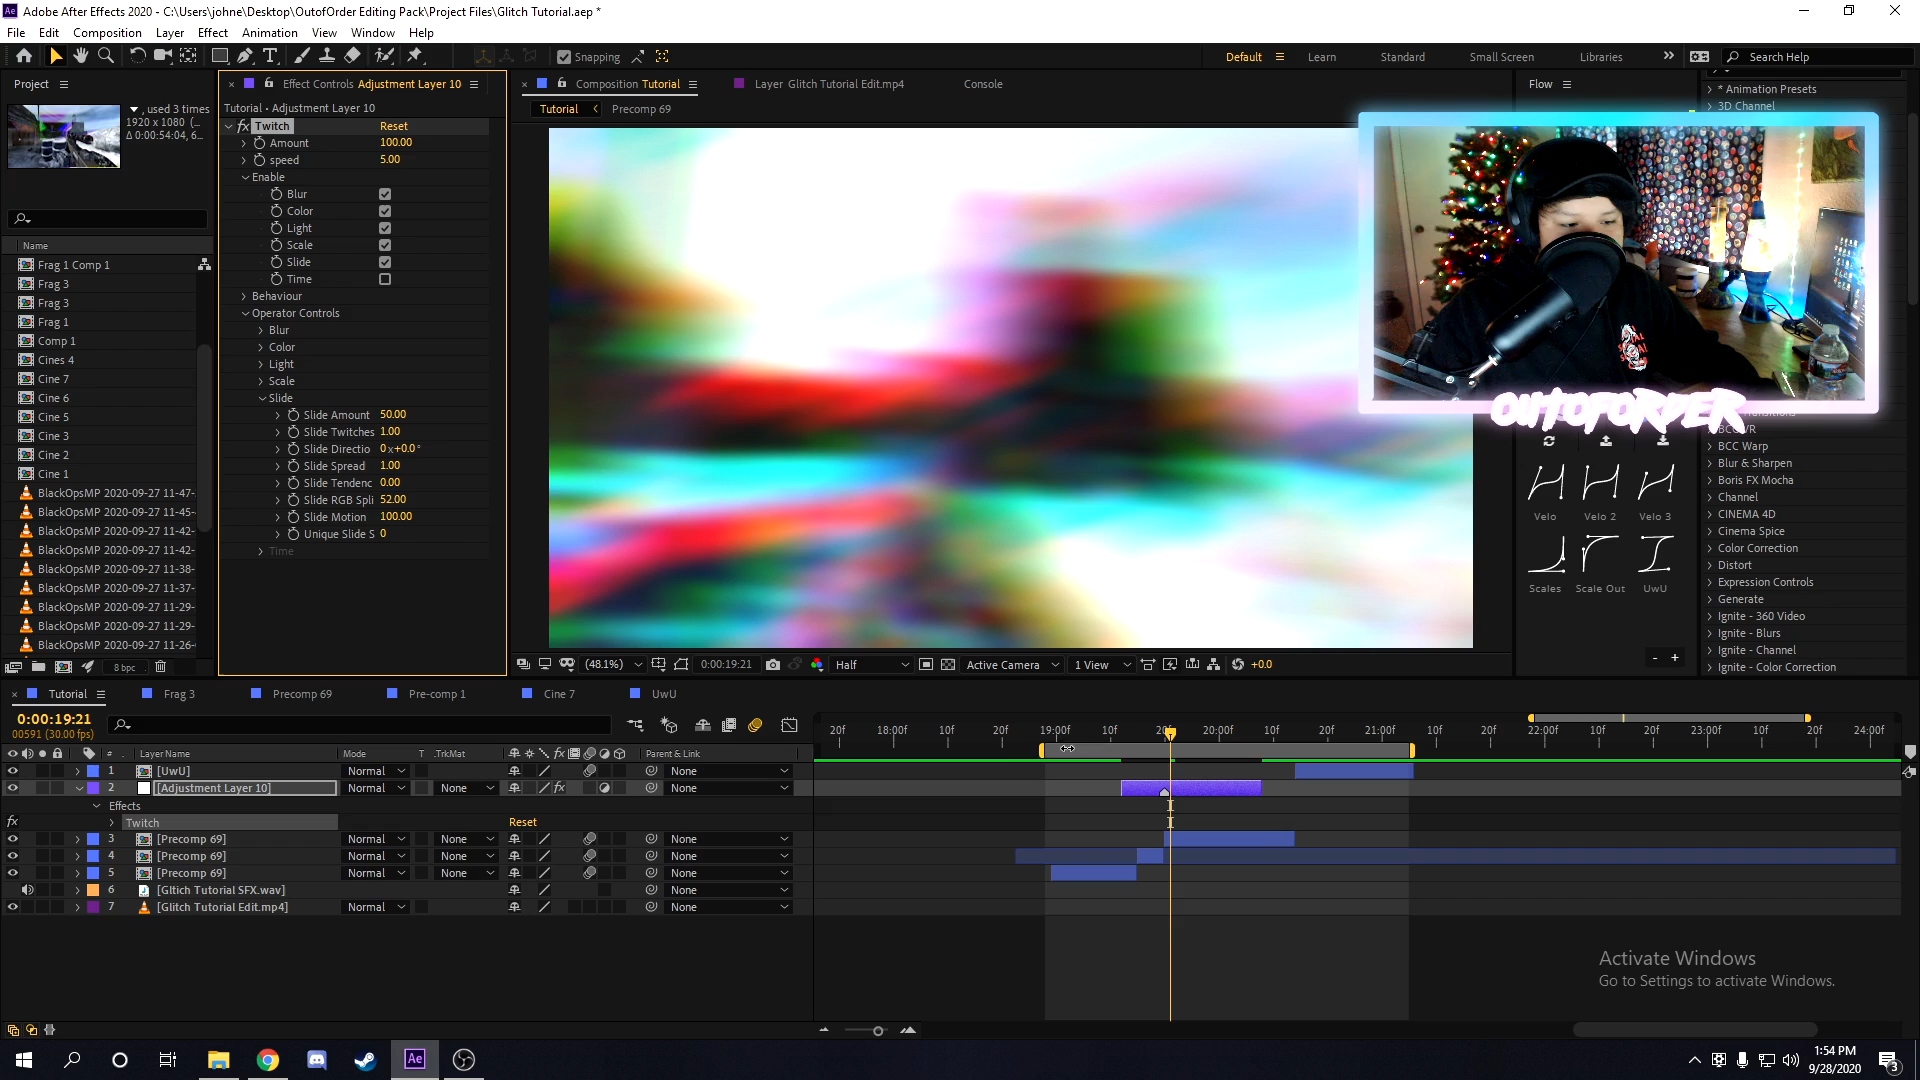 Adobe After Effects 2020 - C:\Users\johne\Desktop\OutofOrder Editing Pack\Project Files\Glitch Tutorial.aep *
File Edit Composition Layer Effect Animation View Window Help
Snapping
Default Learn Standard Small Screen Libraries Search Help
Project
, used 3 times
1920 x 1080 (...
Δ 0:00:54:04, 6...
Name
Frag 1 Comp 1
Frag 3
Frag 3
Frag 1
Comp 1
Cines 4
Cine 7
Cine 6
Cine 5
Cine 3
Cine 2
Cine 1
BlackOpsMP 2020-09-27 11-47-
BlackOpsMP 2020-09-27 11-45-
BlackOpsMP 2020-09-27 11-42-
BlackOpsMP 2020-09-27 11-42-
BlackOpsMP 2020-09-27 11-38-
BlackOpsMP 2020-09-27 11-37-
BlackOpsMP 2020-09-27 11-29-
BlackOpsMP 2020-09-27 11-29-
BlackOpsMP 2020-09-27 11-26-
8 bpc
Effect Controls Adjustment Layer 10
Tutorial - Adjustment Layer 10
fx Twitch Reset
Amount 100.00
speed 5.00
Enable
Blur
Color
Light
Scale
Slide
Time
Behaviour
Operator Controls
Blur
Color
Light
Scale
Slide
Slide Amount 50.00
Slide Twitches 1.00
Slide Directio 0x+0.0°
Slide Spread 1.00
Slide Tendenc 0.00
Slide RGB Spli 52.00
Slide Motion 100.00
Unique Slide S 0
Time
Composition Tutorial Layer Glitch Tutorial Edit.mp4 Console
Tutorial Precomp 69
OUTOFORDER
(48.1%) 0:00:19:21 Half Active Camera 1 View +0.0
Flow
Velo Velo 2 Velo 3
Scales Scale Out UwU
- +
* Animation Presets
3D Channel
BCC VR
BCC Warp
Blur & Sharpen
Boris FX Mocha
Channel
CINEMA 4D
Cinema Spice
Color Correction
Distort
Expression Controls
Generate
Ignite - 360 Video
Ignite - Blurs
Ignite - Channel
Ignite - Color Correction
Tutorial Frag 3 Precomp 69 Pre-comp 1 Cine 7 UwU
0:00:19:21
00591 (30.00 fps)
20f 18:00f 10f 20f 19:00f 10f 20f 20:00f 10f 20f 21:00f 10f 20f 22:00f 10f 20f 23:00f 10f 20f 24:00f
# Layer Name Mode T .TrkMat fx Parent & Link
1 [UwU] Normal None
2 [Adjustment Layer 10] Normal None fx None
Effects
fx Twitch Reset
3 [Precomp 69] Normal None None
4 [Precomp 69] Normal None None
5 [Precomp 69] Normal None None
6 [Gltich Tutorial SFX.wav] None
7 [Glitch Tutorial Edit.mp4] Normal None
Activate Windows
Go to Settings to activate Windows.
Ae
1:54 PM
9/28/2020
3